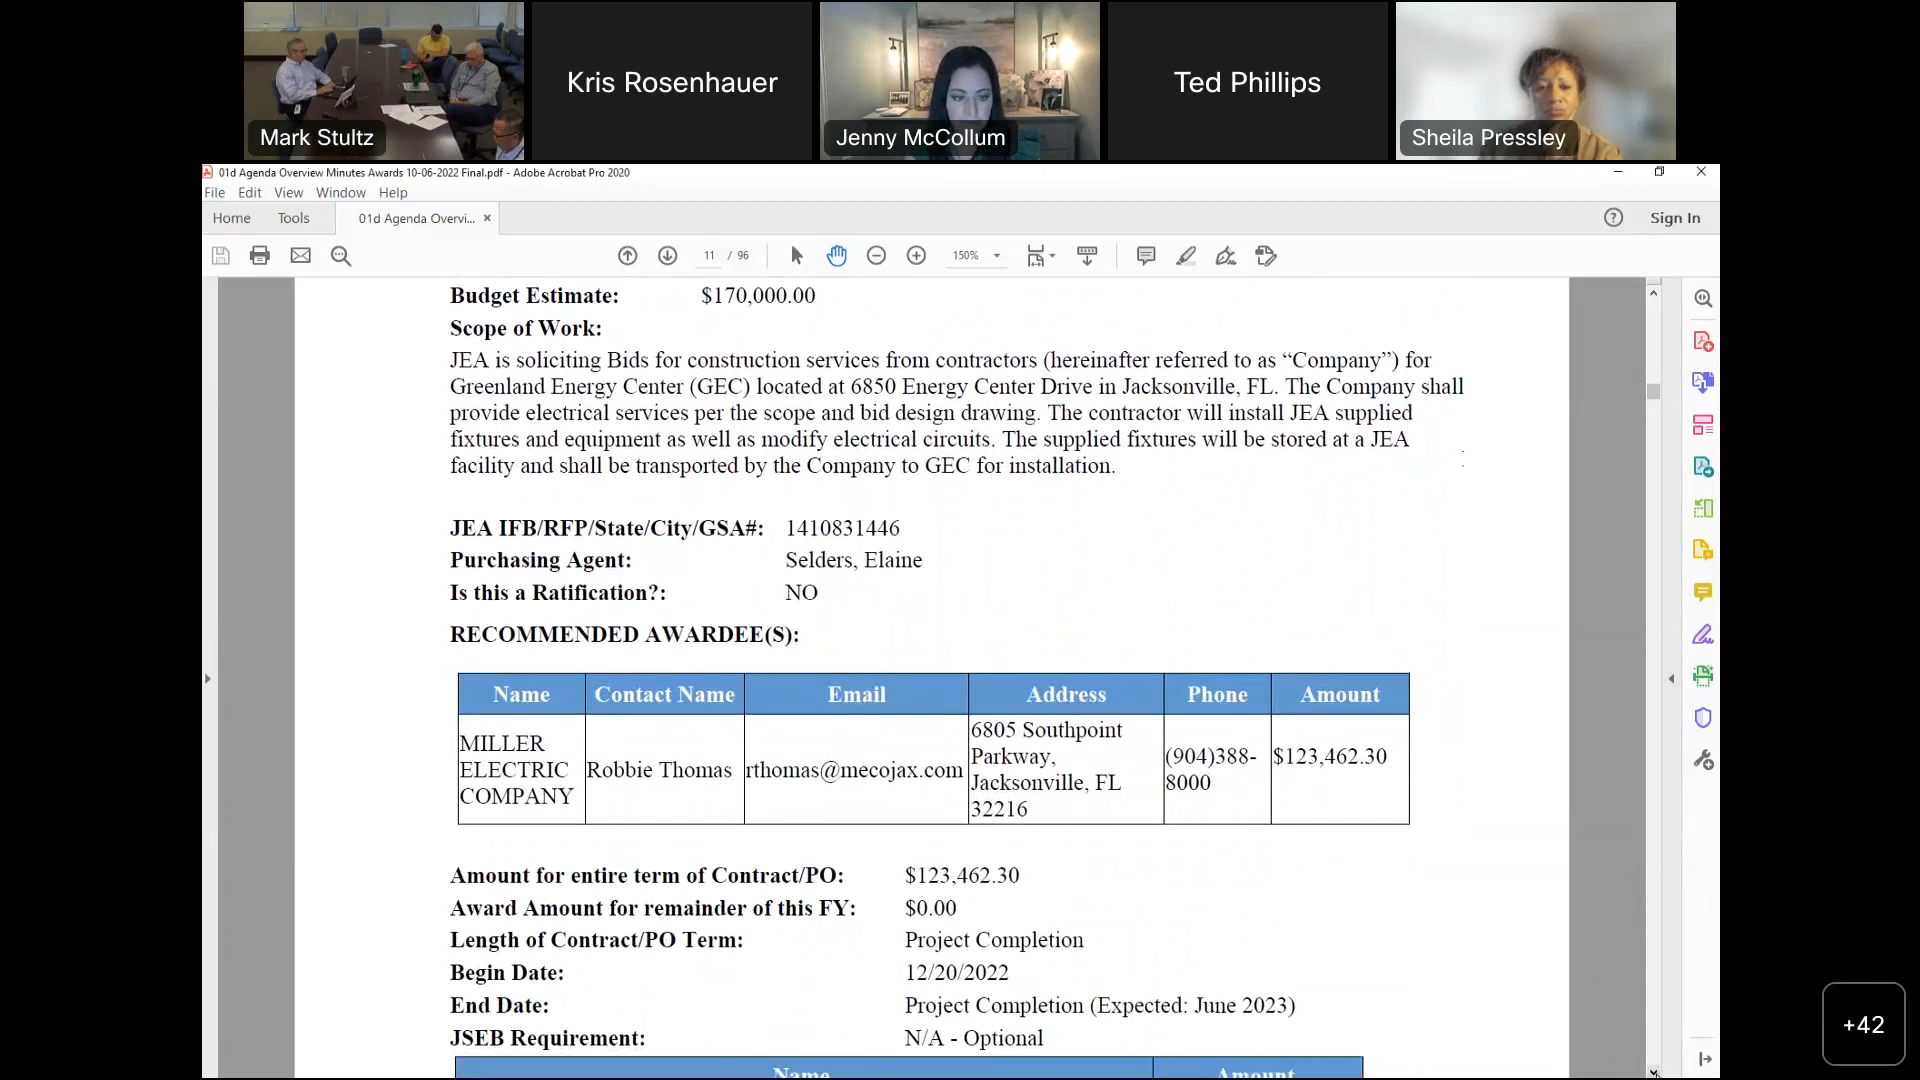 Mark Stultz
Kris Rosenhauer
Jenny McCollum
Ted Phillips
Sheila Pressley
01d Agenda Overview Minutes Awards 10-06-2022 Final.pdf - Adobe Acrobat Pro 2020
File Edit View Window Help
Home Tools 01d Agenda Overvi... × Sign In
11 / 96 150%
Budget Estimate: $170,000.00
Scope of Work:
JEA is soliciting Bids for construction services from contractors (hereinafter referred to as “Company”) for
Greenland Energy Center (GEC) located at 6850 Energy Center Drive in Jacksonville, FL. The Company shall
provide electrical services per the scope and bid design drawing. The contractor will install JEA supplied
fixtures and equipment as well as modify electrical circuits. The supplied fixtures will be stored at a JEA
facility and shall be transported by the Company to GEC for installation.
JEA IFB/RFP/State/City/GSA#: 1410831446
Purchasing Agent: Selders, Elaine
Is this a Ratification?: NO
RECOMMENDED AWARDEE(S):
Name Contact Name Email Address Phone Amount
MILLER
ELECTRIC
COMPANY
Robbie Thomas
rthomas@mecojax.com
6805 Southpoint
Parkway,
Jacksonville, FL
32216
(904)388-
8000
$123,462.30
Amount for entire term of Contract/PO: $123,462.30
Award Amount for remainder of this FY: $0.00
Length of Contract/PO Term: Project Completion
Begin Date: 12/20/2022
End Date: Project Completion (Expected: June 2023)
JSEB Requirement: N/A - Optional
Name Amount
+42